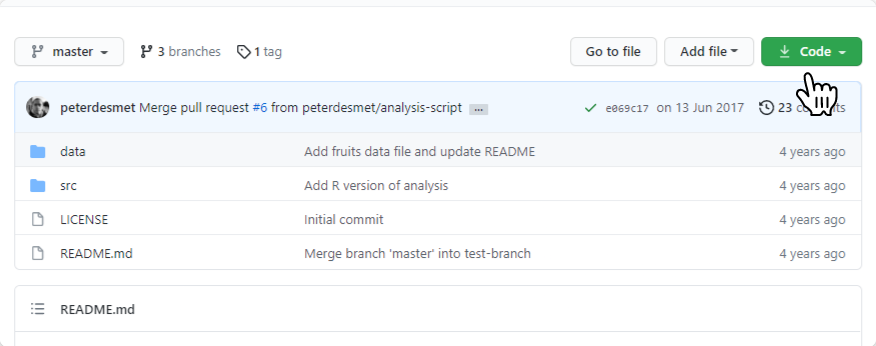 master 3 branches 1 tag Go to file Add file Code
peterdesmet Merge pull request #6 from peterdesmet/analysis-script ... e069c17 on 13 Jun 2017 23
data Add fruits data file and update README 4 years ago
src Add R version of analysis 4 years ago
LICENSE Initial commit 4 years ago
README.md Merge branch 'master' into test-branch 4 years ago
README.md